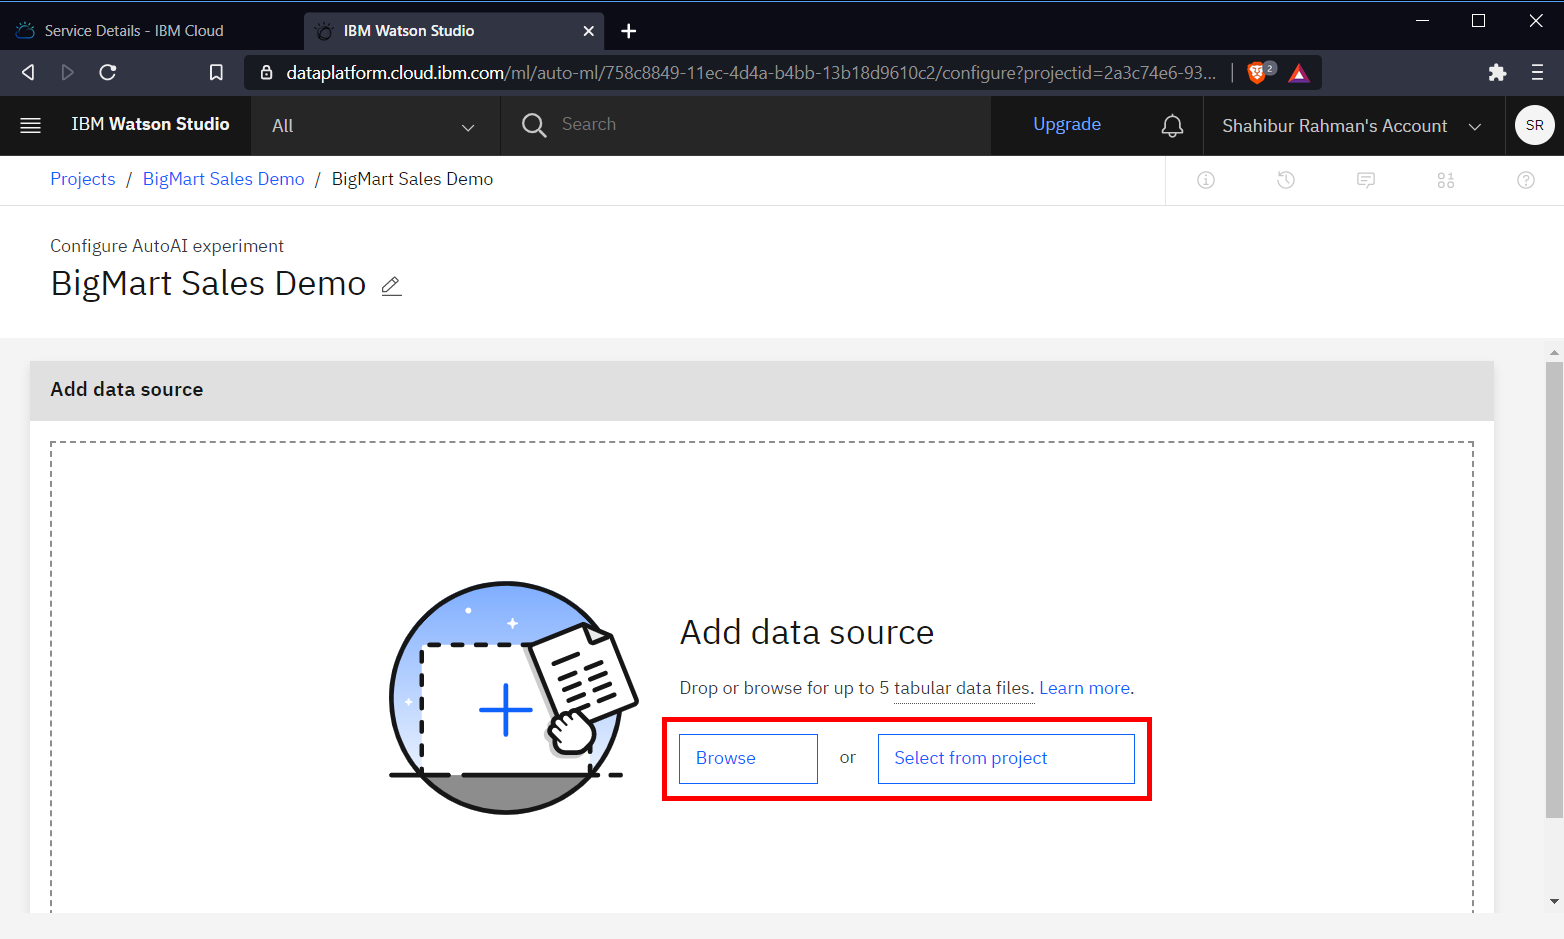 Service Details - IBM Cloud
IBM Watson Studio
dataplatform.cloud.ibm.com/ml/auto-ml/758c8849-11ec-4d4a-b4bb-13b18d9610c2/configure?projectid=2a3c74e6-93...
2
IBM Watson Studio
All
Search
Upgrade
Shahibur Rahman's Account
SR
Projects / BigMart Sales Demo / BigMart Sales Demo
Configure AutoAI experiment
BigMart Sales Demo
Add data source
Add data source
Drop or browse for up to 5 tabular data files. Learn more.
Browse or Select from project